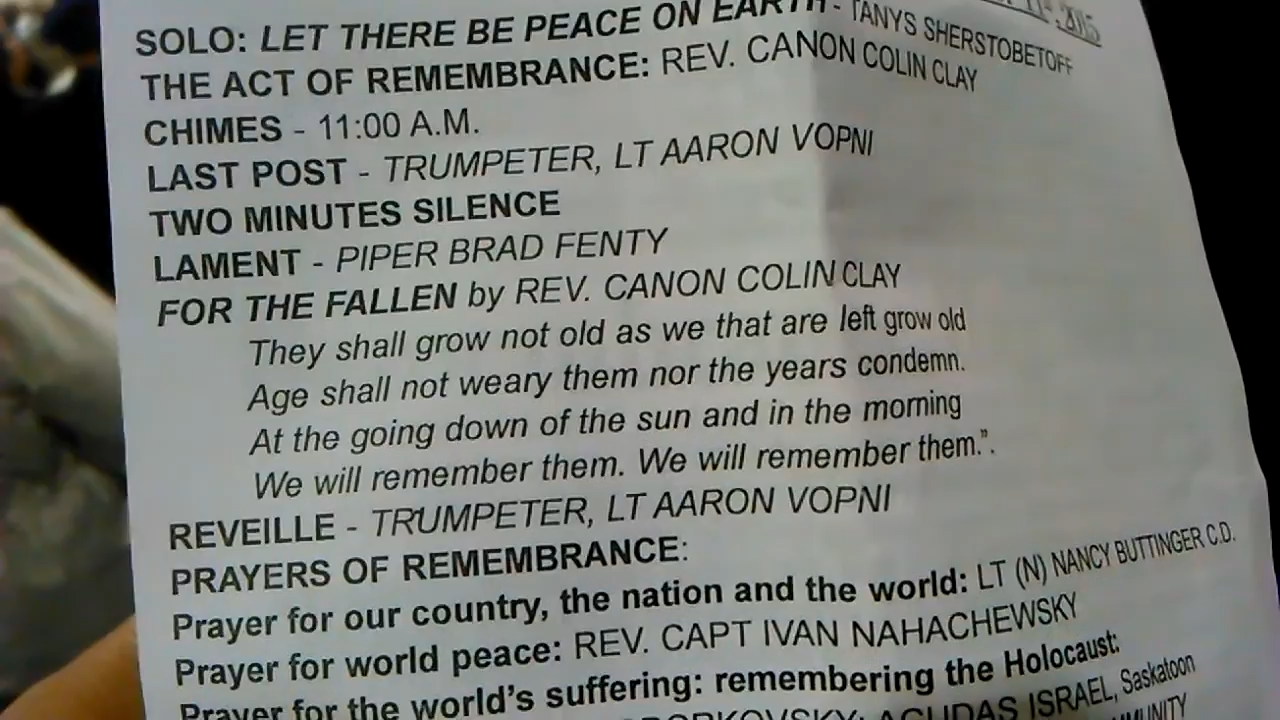 SOLO: LET THERE BE PEACE ON EARTH - TANYS SHERSTOBETOFF
THE ACT OF REMEMBRANCE: REV. CANON COLIN CLAY
CHIMES - 11:00 A.M.
LAST POST - TRUMPETER, LT AARON VOPNI
TWO MINUTES SILENCE
LAMENT - PIPER BRAD FENTY
FOR THE FALLEN by REV. CANON COLIN CLAY
They shall grow not old as we that are left grow old
Age shall not weary them nor the years condemn.
At the going down of the sun and in the morning
We will remember them. We will remember them.".
REVEILLE - TRUMPETER, LT AARON VOPNI
PRAYERS OF REMEMBRANCE:
Prayer for our country, the nation and the world: LT (N) NANCY BUTTINGER C.D.
Prayer for world peace: REV. CAPT IVAN NAHACHEWSKY
Prayer for the world's suffering: remembering the Holocaust:
AGUDAS ISRAEL, Saskatoon